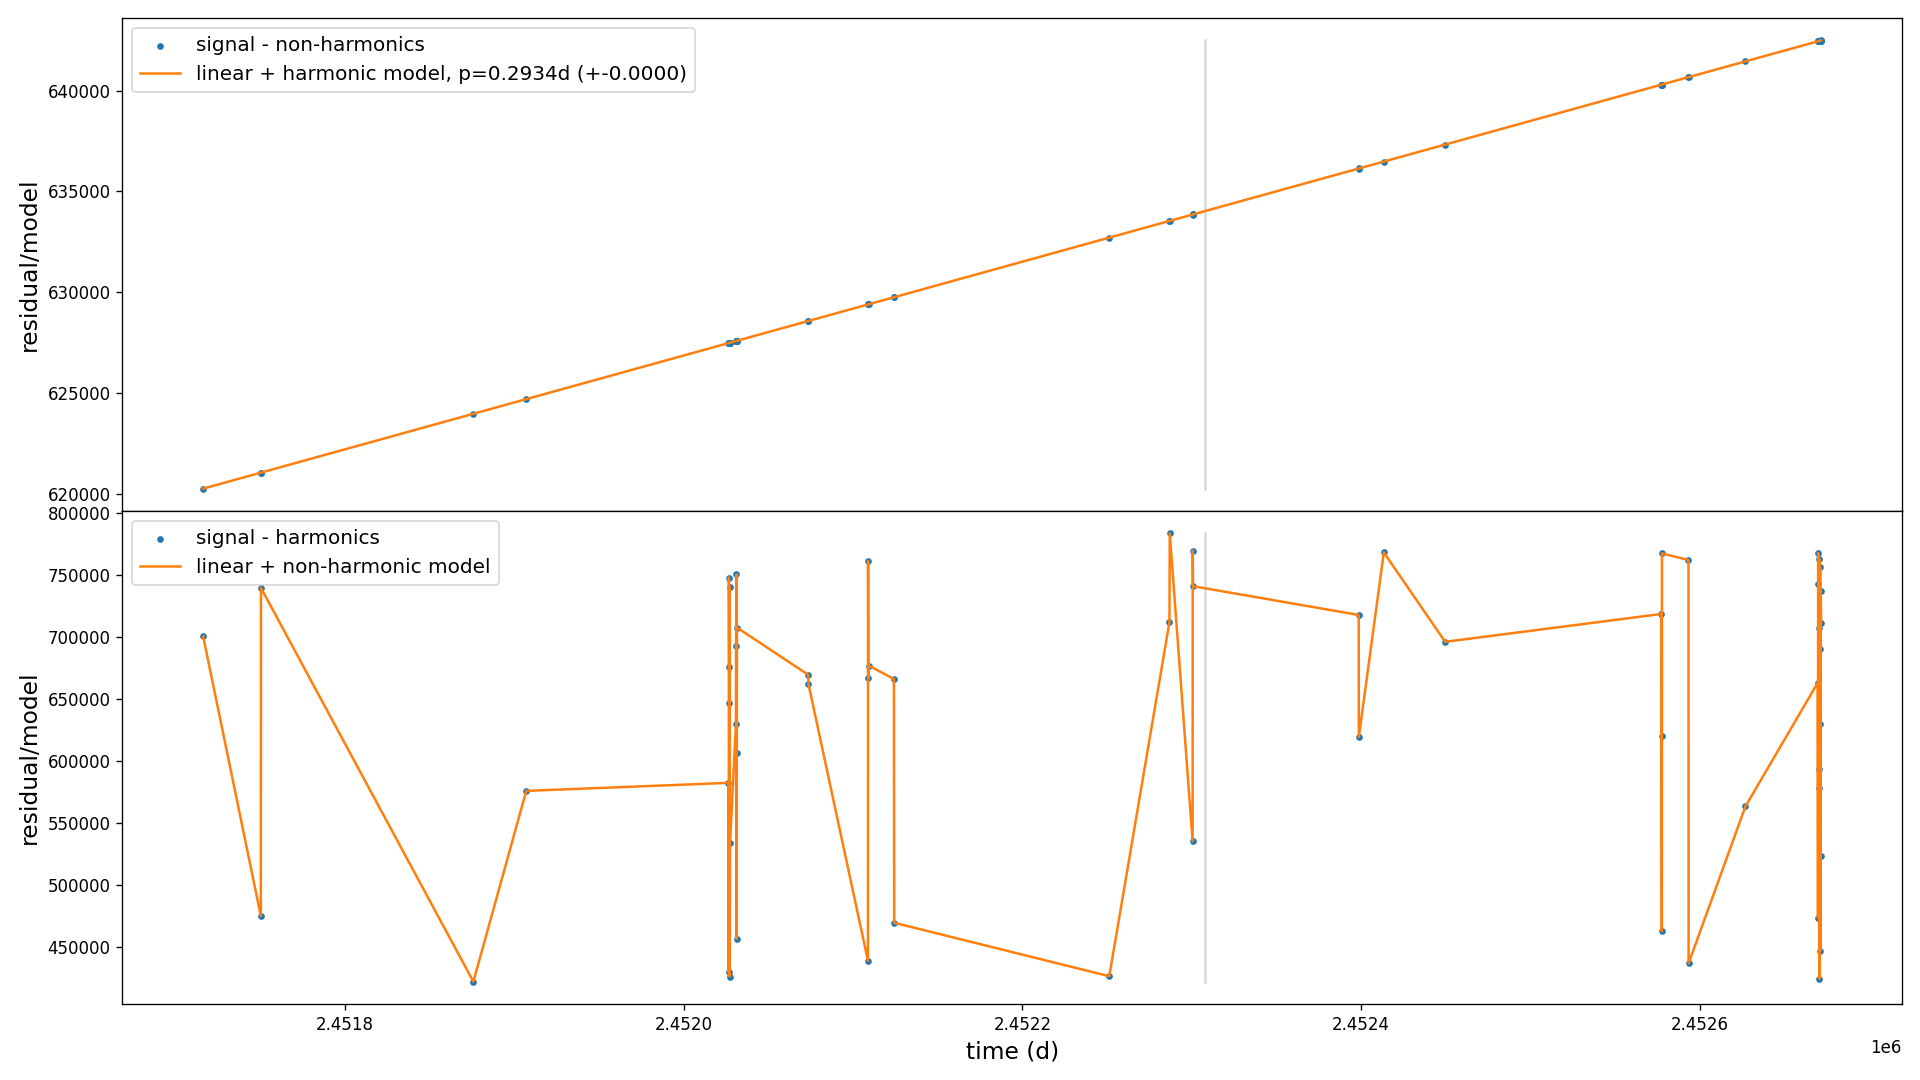 signal - non-harmonics
linear + harmonic model, p=0.2934d (+-0.0000)
640000
635000
630000
625000
620000
residual/model
signal - harmonics
linear + non-harmonic model
800000
750000
700000
650000
600000
550000
500000
450000
residual/model
2.4518
2.4520
2.4522
2.4524
2.4526
1e6
time (d)